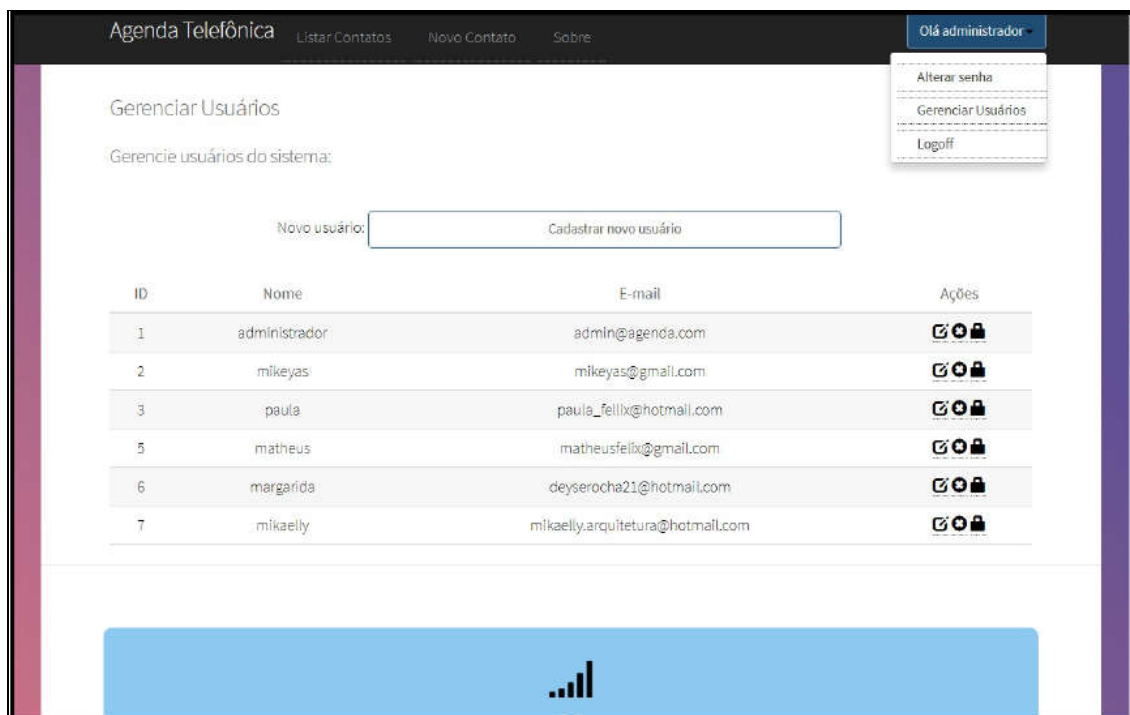 Agenda Telefônica Listar Contatos Novo Contato Sobre Olá administrador
Alterar senha
Gerenciar Usuários
Logoff
Gerenciar Usuários
Gerencie usuários do sistema:
Novo usuário: Cadastrar novo usuário
ID Nome E-mail Ações
1 administrador admin@agenda.com
2 mikeyas mikeyas@gmail.com
3 paula paula_fellix@hotmail.com
5 matheus matheusfelix@gmail.com
6 margarida deyserocha21@hotmail.com
7 mikaelly mikaelly.arquitetura@hotmail.com